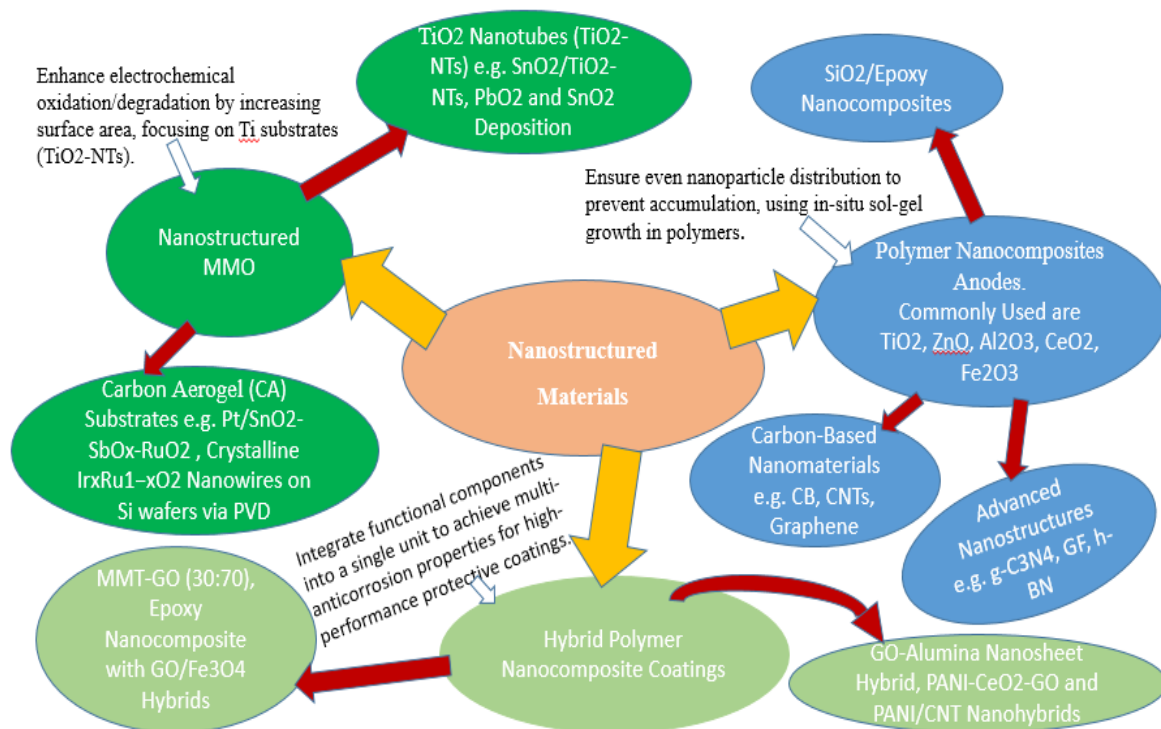 TiO2 Nanotubes (TiO2-
NTs) e.g. SnO2/TiO2-
NTs, PbO2 and SnO2
Deposition
SiO2/Epoxy
Nanocomposites
Enhance electrochemical
oxidation/degradation by increasing
surface area, focusing on Ti substrates
(TiO2-NTs).
Ensure even nanoparticle distribution to
prevent accumulation, using in-situ sol-gel
growth in polymers.
Nanostructured
MMO
Polymer Nanocomposites
Anodes.
Commonly Used are
TiO2, ZnO, Al2O3, CeO2,
Fe2O3
Nanostructured
Materials
Carbon Aerogel (CA)
Substrates e.g. Pt/SnO2-
SbOx-RuO2 , Crystalline
IrxRu1–xO2 Nanowires on
Si wafers via PVD
Carbon-Based
Nanomaterials
e.g. CB, CNTs,
Graphene
Advanced
Nanostructures
e.g. g-C3N4, GF, h-
BN
Integrate functional components
into a single unit to achieve multi-
anticorrosion properties for high-
performance protective coatings.
MMT-GO (30:70),
Epoxy
Nanocomposite
with GO/Fe3O4
Hybrids
Hybrid Polymer
Nanocomposite Coatings
GO-Alumina Nanosheet
Hybrid, PANI-CeO2-GO and
PANI/CNT Nanohybrids